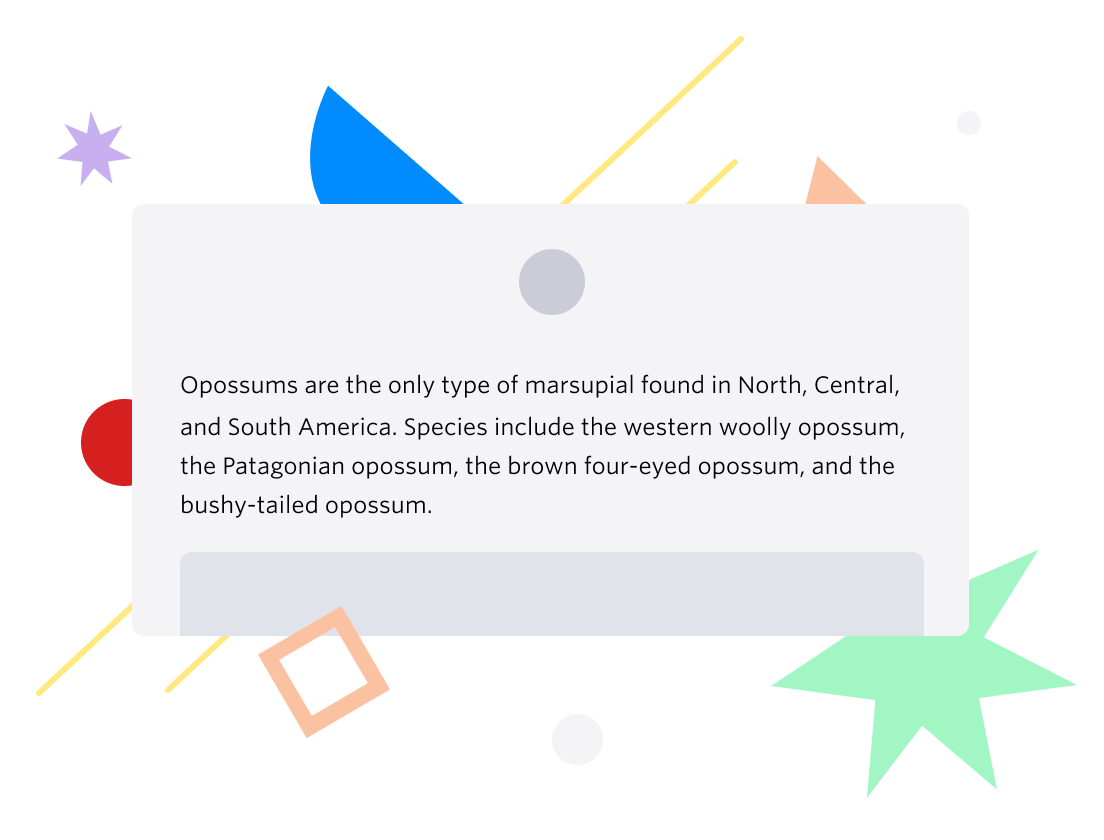 Opossums are the only type of marsupial found in North, Central,
and South America. Species include the western woolly opossum,
the Patagonian opossum, the brown four-eyed opossum, and the
bushy-tailed opossum.